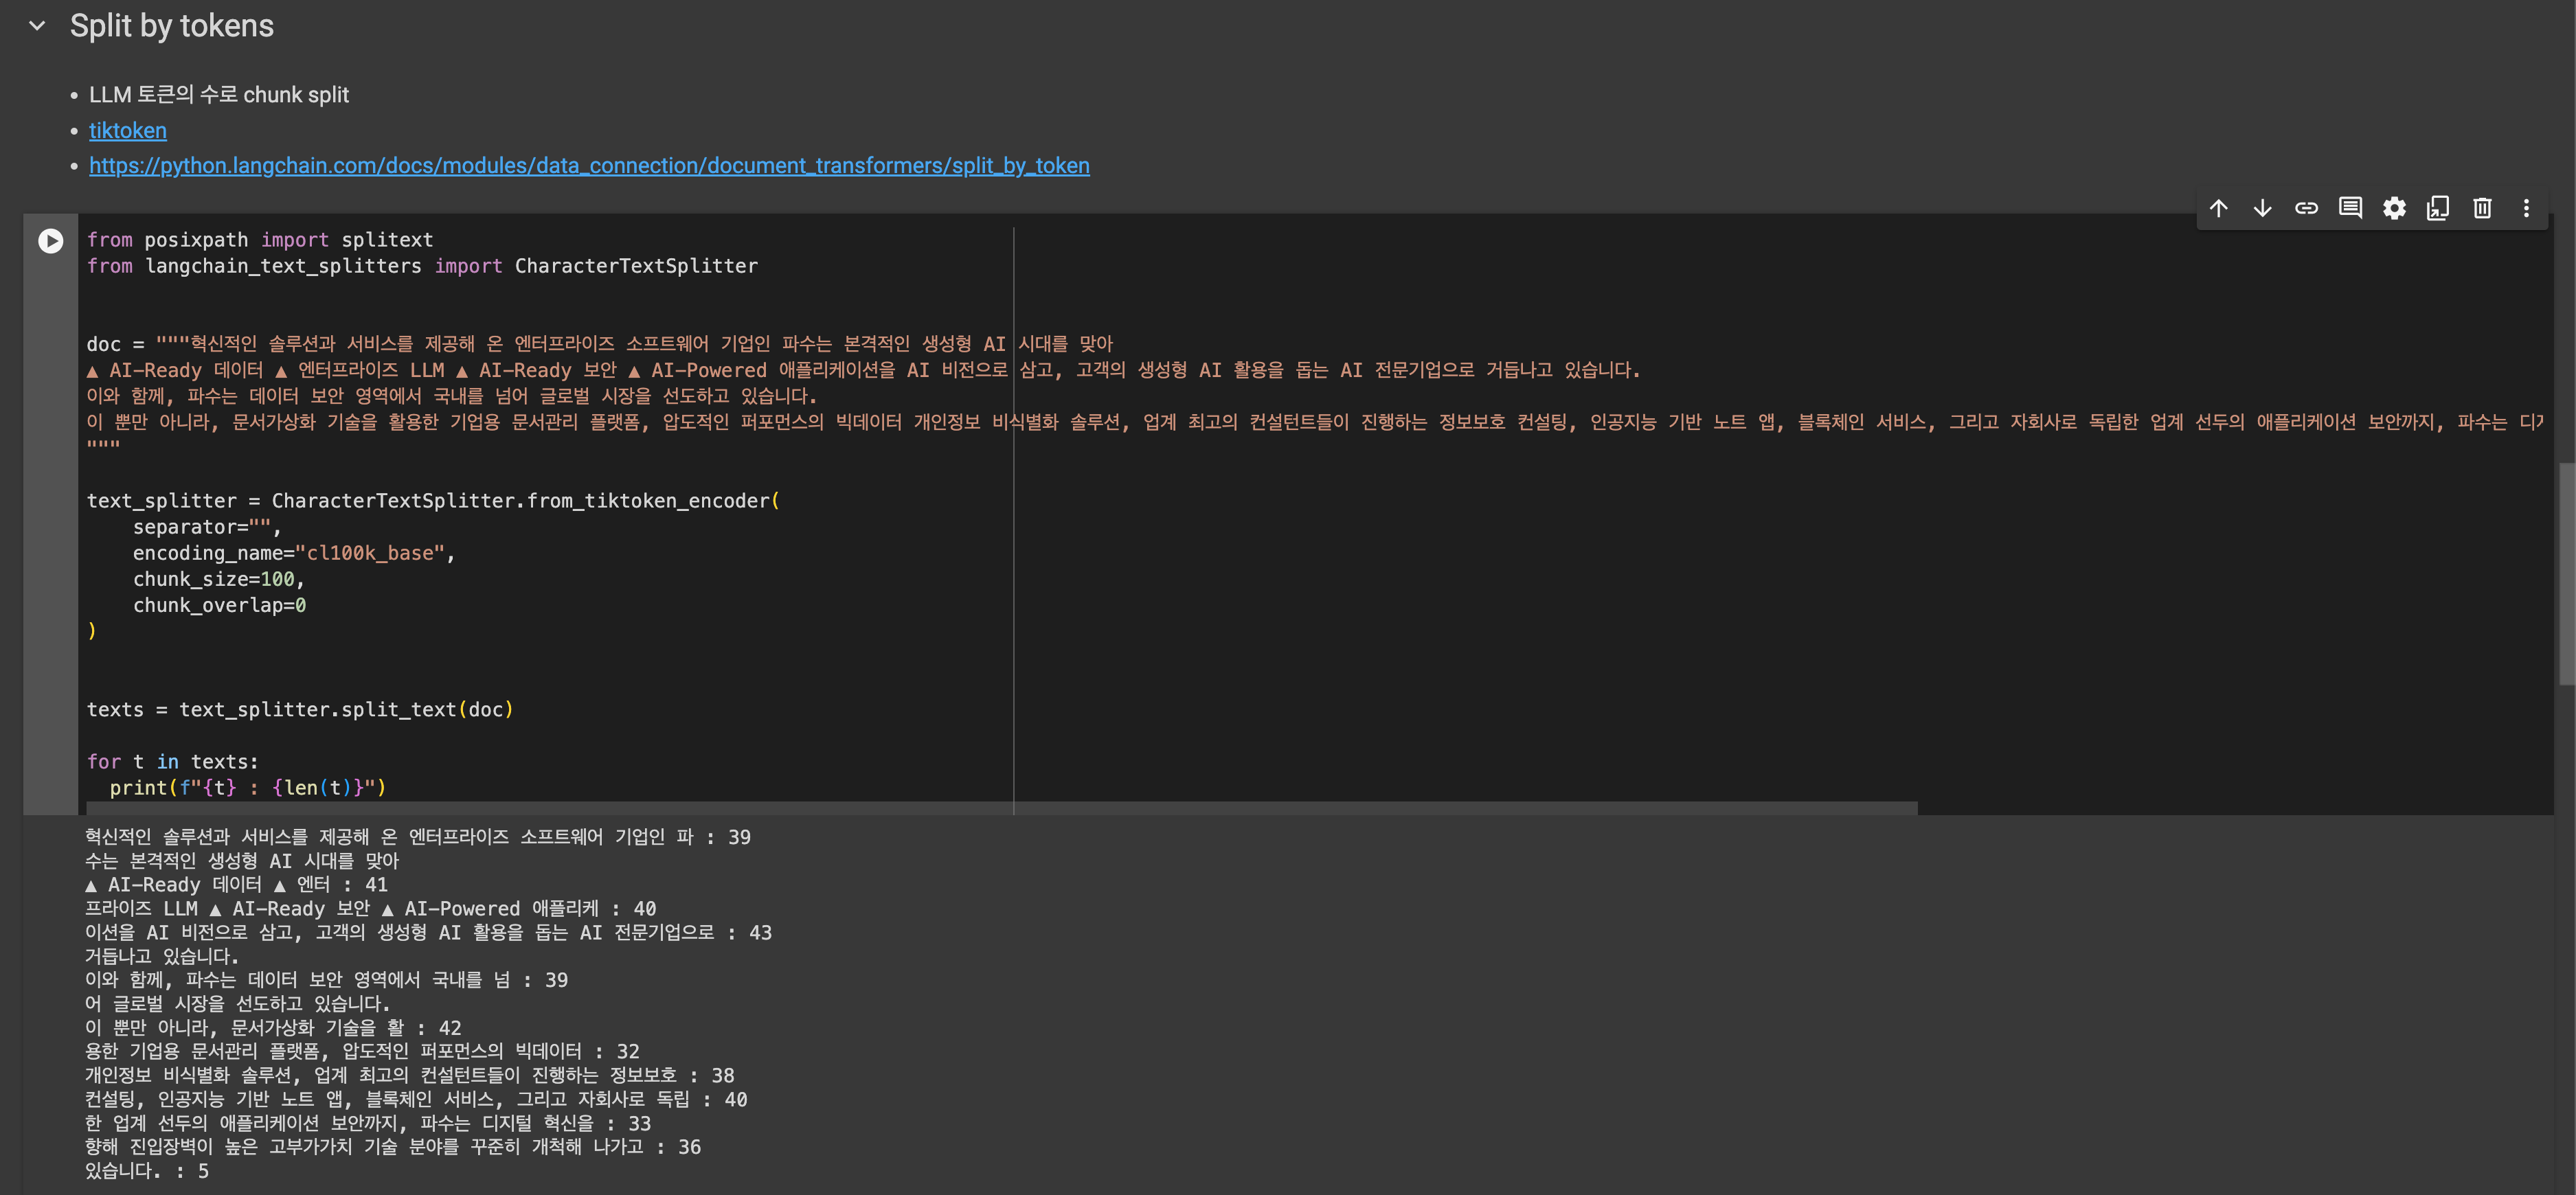 Split by tokens
LLM 토큰의 수로 chunk split
tiktoken
https://python.langchain.com/docs/modules/data_connection/document_transformers/split_by_token
from posixpath import splitext
from langchain_text_splitters import CharacterTextSplitter
doc = """혁신적인 솔루션과 서비스를 제공해 온 엔터프라이즈 소프트웨어 기업인 파수는 본격적인 생성형 AI 시대를 맞아
▲ AI-Ready 데이터 ▲ 엔터프라이즈 LLM ▲ AI-Ready 보안 ▲ AI-Powered 애플리케이션을 AI 비전으로 삼고, 고객의 생성형 AI 활용을 돕는 AI 전문기업으로 거듭나고 있습니다.
이와 함께, 파수는 데이터 보안 영역에서 국내를 넘어 글로벌 시장을 선도하고 있습니다.
이 뿐만 아니라, 문서가상화 기술을 활용한 기업용 문서관리 플랫폼, 압도적인 퍼포먼스의 빅데이터 개인정보 비식별화 솔루션, 업계 최고의 컨설턴트들이 진행하는 정보보호 컨설팅, 인공지능 기반 노트 앱, 블록체인 서비스, 그리고 자회사로 독립한 업계 선두의 애플리케이션 보안까지, 파수는
"""
text_splitter = CharacterTextSplitter.from_tiktoken_encoder(
    separator="",
    encoding_name="cl100k_base",
    chunk_size=100,
    chunk_overlap=0
)
texts = text_splitter.split_text(doc)
for t in texts:
  print(f"{t} : {len(t)}")
혁신적인 솔루션과 서비스를 제공해 온 엔터프라이즈 소프트웨어 기업인 파 : 39
수는 본격적인 생성형 AI 시대를 맞아
▲ AI-Ready 데이터 ▲ 엔터 : 41
프라이즈 LLM ▲ AI-Ready 보안 ▲ AI-Powered 애플리케 : 40
이션을 AI 비전으로 삼고, 고객의 생성형 AI 활용을 돕는 AI 전문기업으로 : 43
거듭나고 있습니다.
이와 함께, 파수는 데이터 보안 영역에서 국내를 넘 : 39
어 글로벌 시장을 선도하고 있습니다.
이 뿐만 아니라, 문서가상화 기술을 활 : 42
용한 기업용 문서관리 플랫폼, 압도적인 퍼포먼스의 빅데이터 : 32
개인정보 비식별화 솔루션, 업계 최고의 컨설턴트들이 진행하는 정보보호 : 38
컨설팅, 인공지능 기반 노트 앱, 블록체인 서비스, 그리고 자회사로 독립 : 40
한 업계 선두의 애플리케이션 보안까지, 파수는 디지털 혁신을 : 33
향해 진입장벽이 높은 고부가가치 기술 분야를 꾸준히 개척해 나가고 : 36
있습니다. : 5